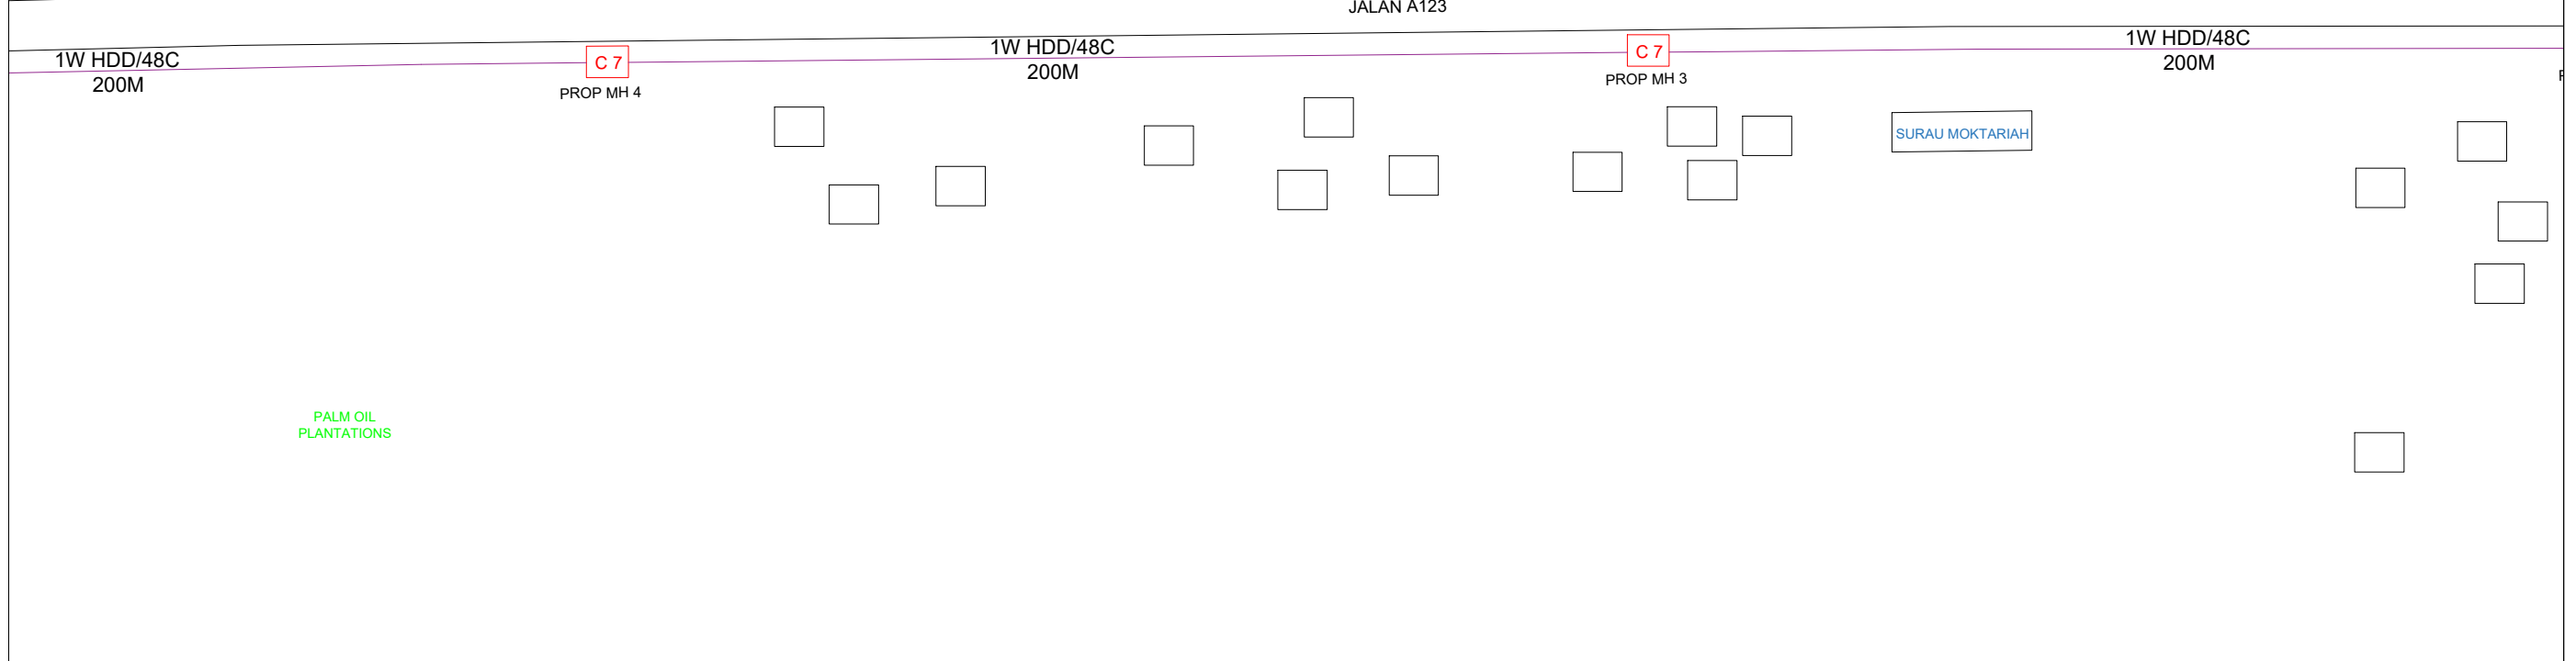 JALAN A123
1W HDD/48C
200M
C 7
PROP MH 4
1W HDD/48C
200M
C 7
PROP MH 3
1W HDD/48C
200M
SURAU MOKTARIAH
PALM OIL
PLANTATIONS